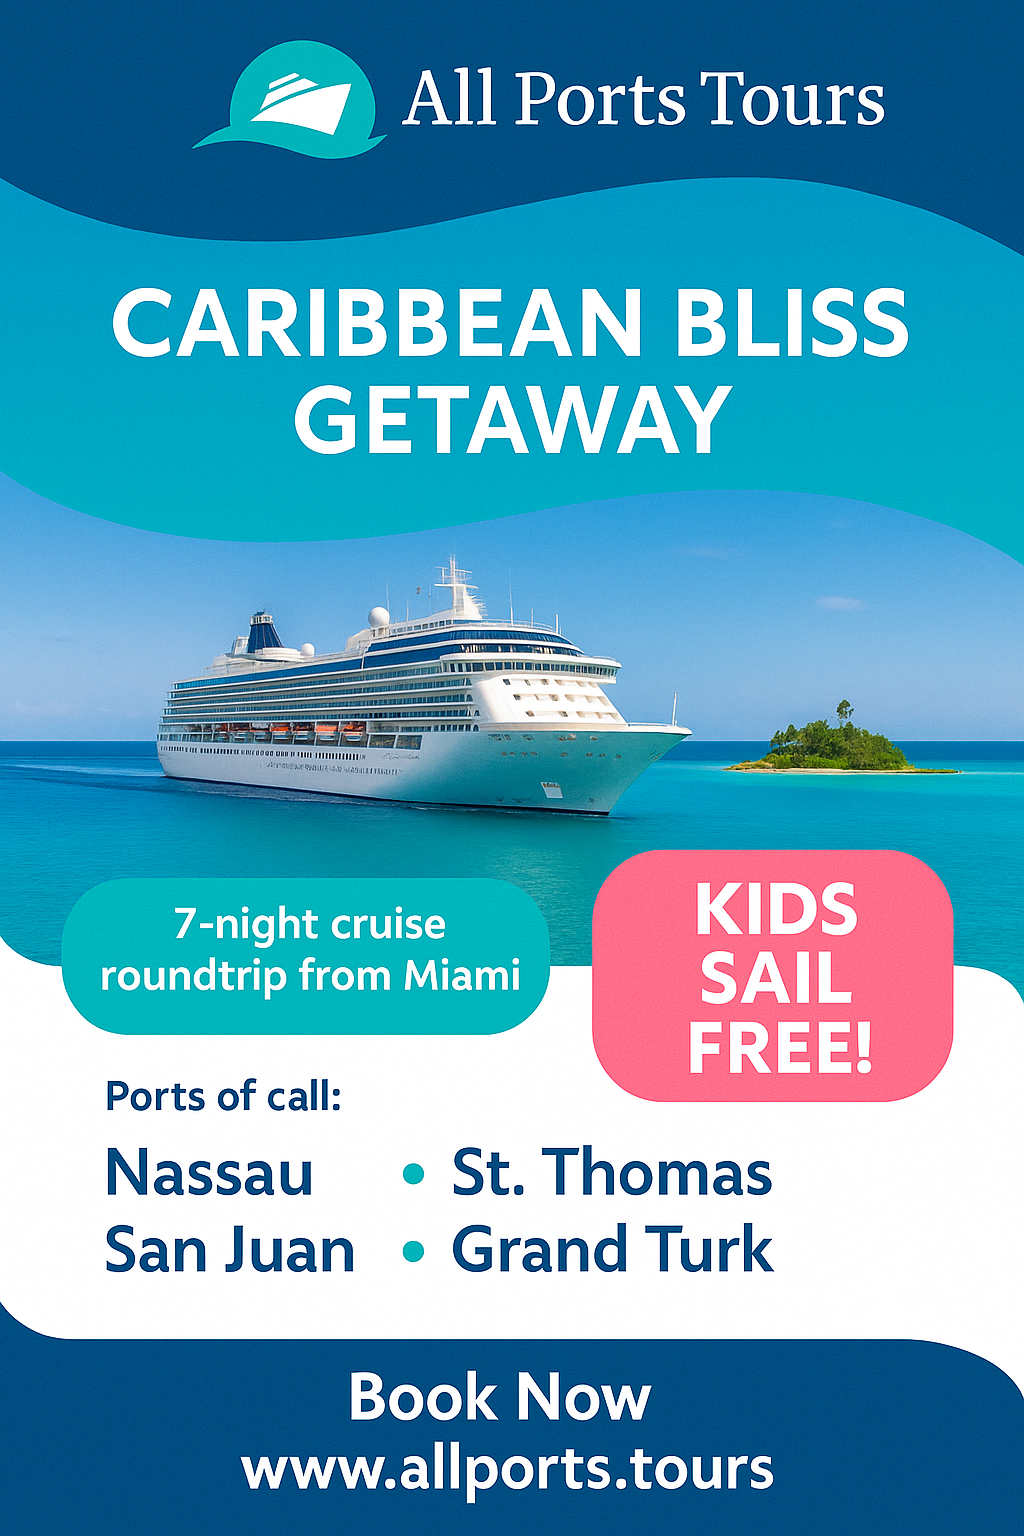 All Ports Tours
CARIBBEAN BLISS
GETAWAY
7-night cruise
roundtrip from Miami
KIDS
SAIL
FREE!
Ports of call:
Nassau • St. Thomas
San Juan • Grand Turk
Book Now
www.allports.tours